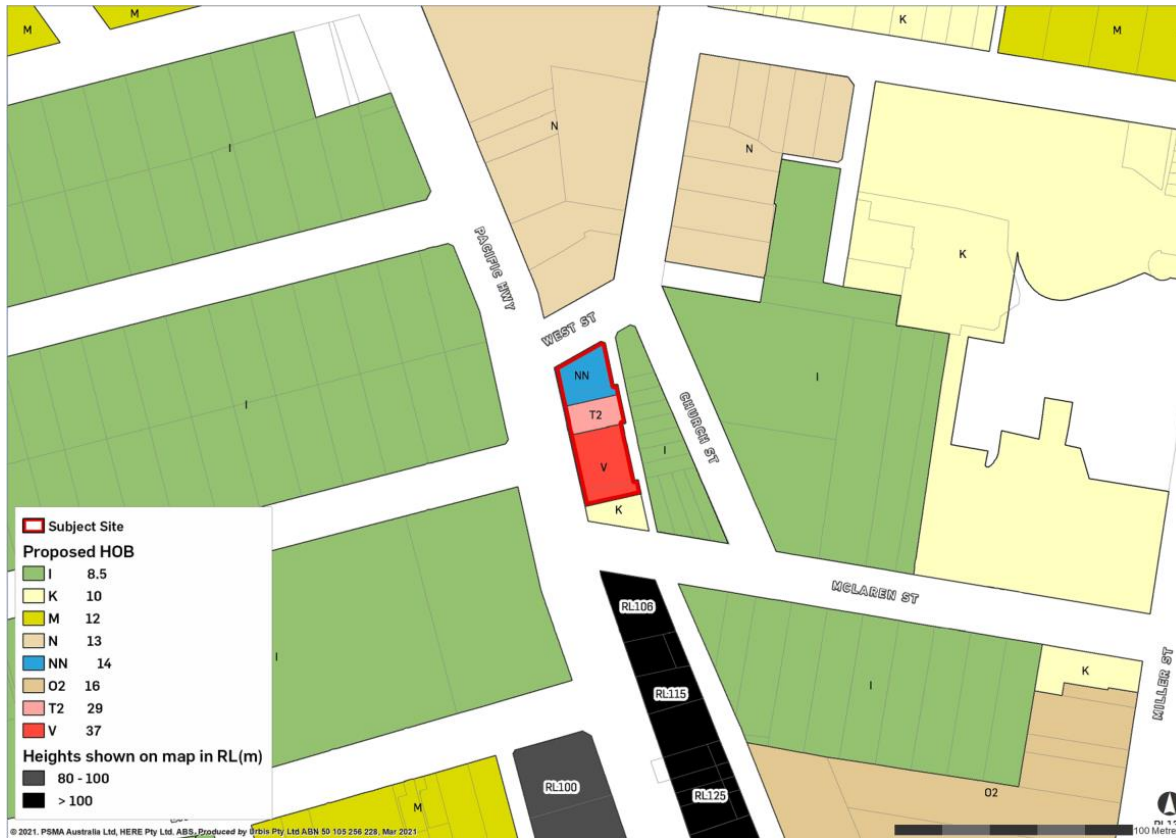 M
M
K
M
I
N
N
K
PACIFIC HWY
WEST ST
I
NN
T2
V
K
I
CHURCH ST
I
MCLAREN ST
MILLER ST
RL106
RL115
RL125
RL100
I
K
O2
I
M
Subject Site
Proposed HOB
I 8.5
K 10
M 12
N 13
NN 14
O2 16
T2 29
V 37
Heights shown on map in RL(m)
80 - 100
> 100
© 2021. PSMA Australia Ltd, HERE Pty Ltd. ABS. Produced by Urbis Pty Ltd ABN 50 105 256 228, Mar 2021
100 Metres